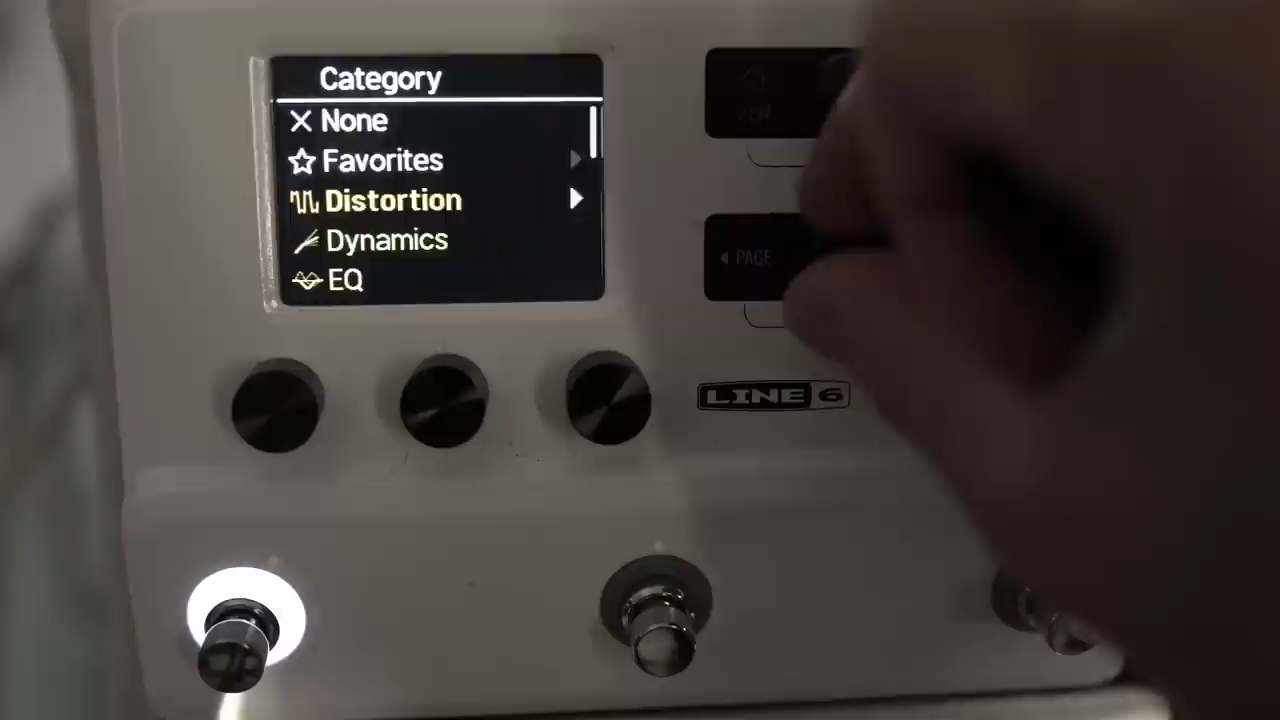 Category
None
Favorites
Distortion
Dynamics
EQ
PAGE
LINE 6